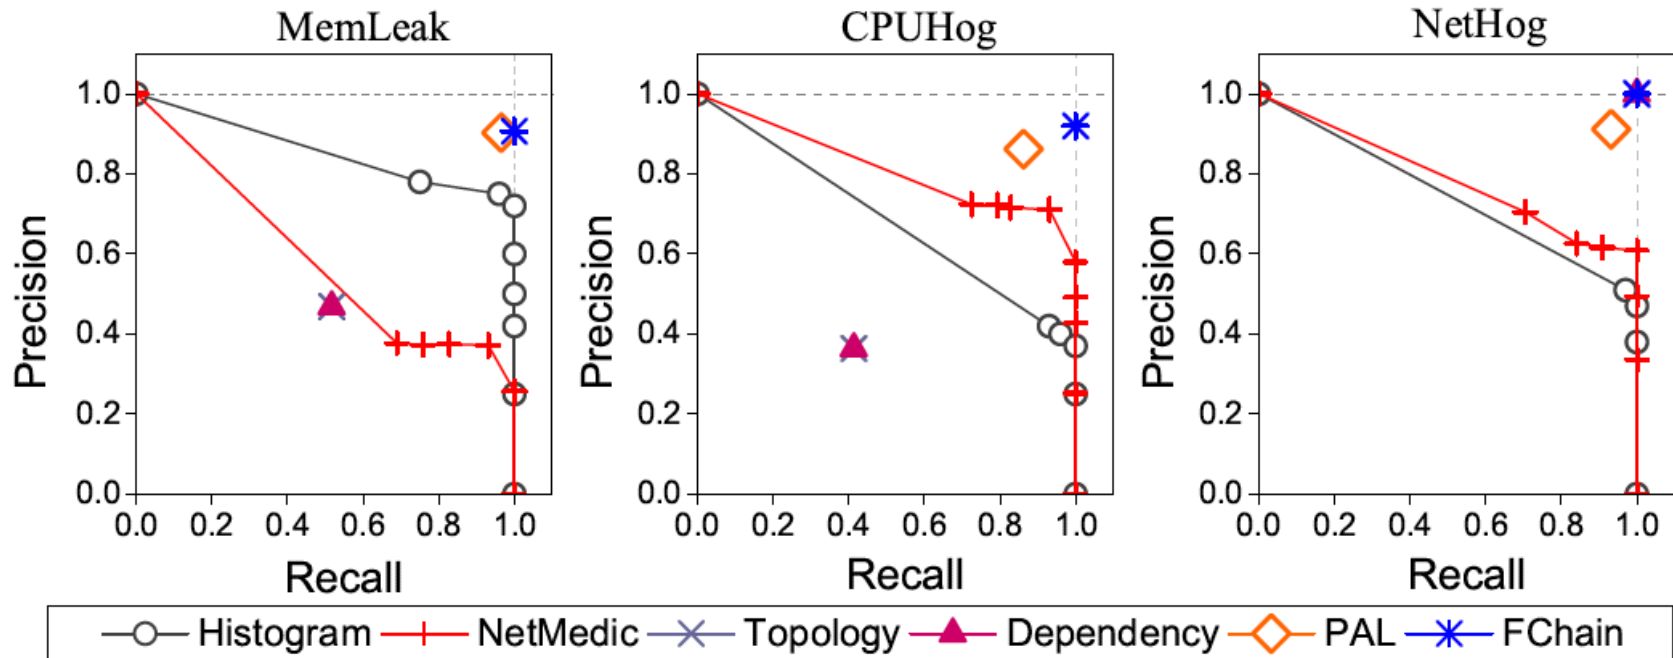 MemLeak CPUHog NetHog
1.0 1.0 1.0
0.8 0.8 0.8
0.6 0.6 0.6
0.4 0.4 0.4
0.2 0.2 0.2
0.0 0.0 0.0
Precision Precision Precision
0.0 0.2 0.4 0.6 0.8 1.0 0.0 0.2 0.4 0.6 0.8 1.0 0.0 0.2 0.4 0.6 0.8 1.0
Recall Recall Recall
Histogram NetMedic Topology Dependency PAL FChain